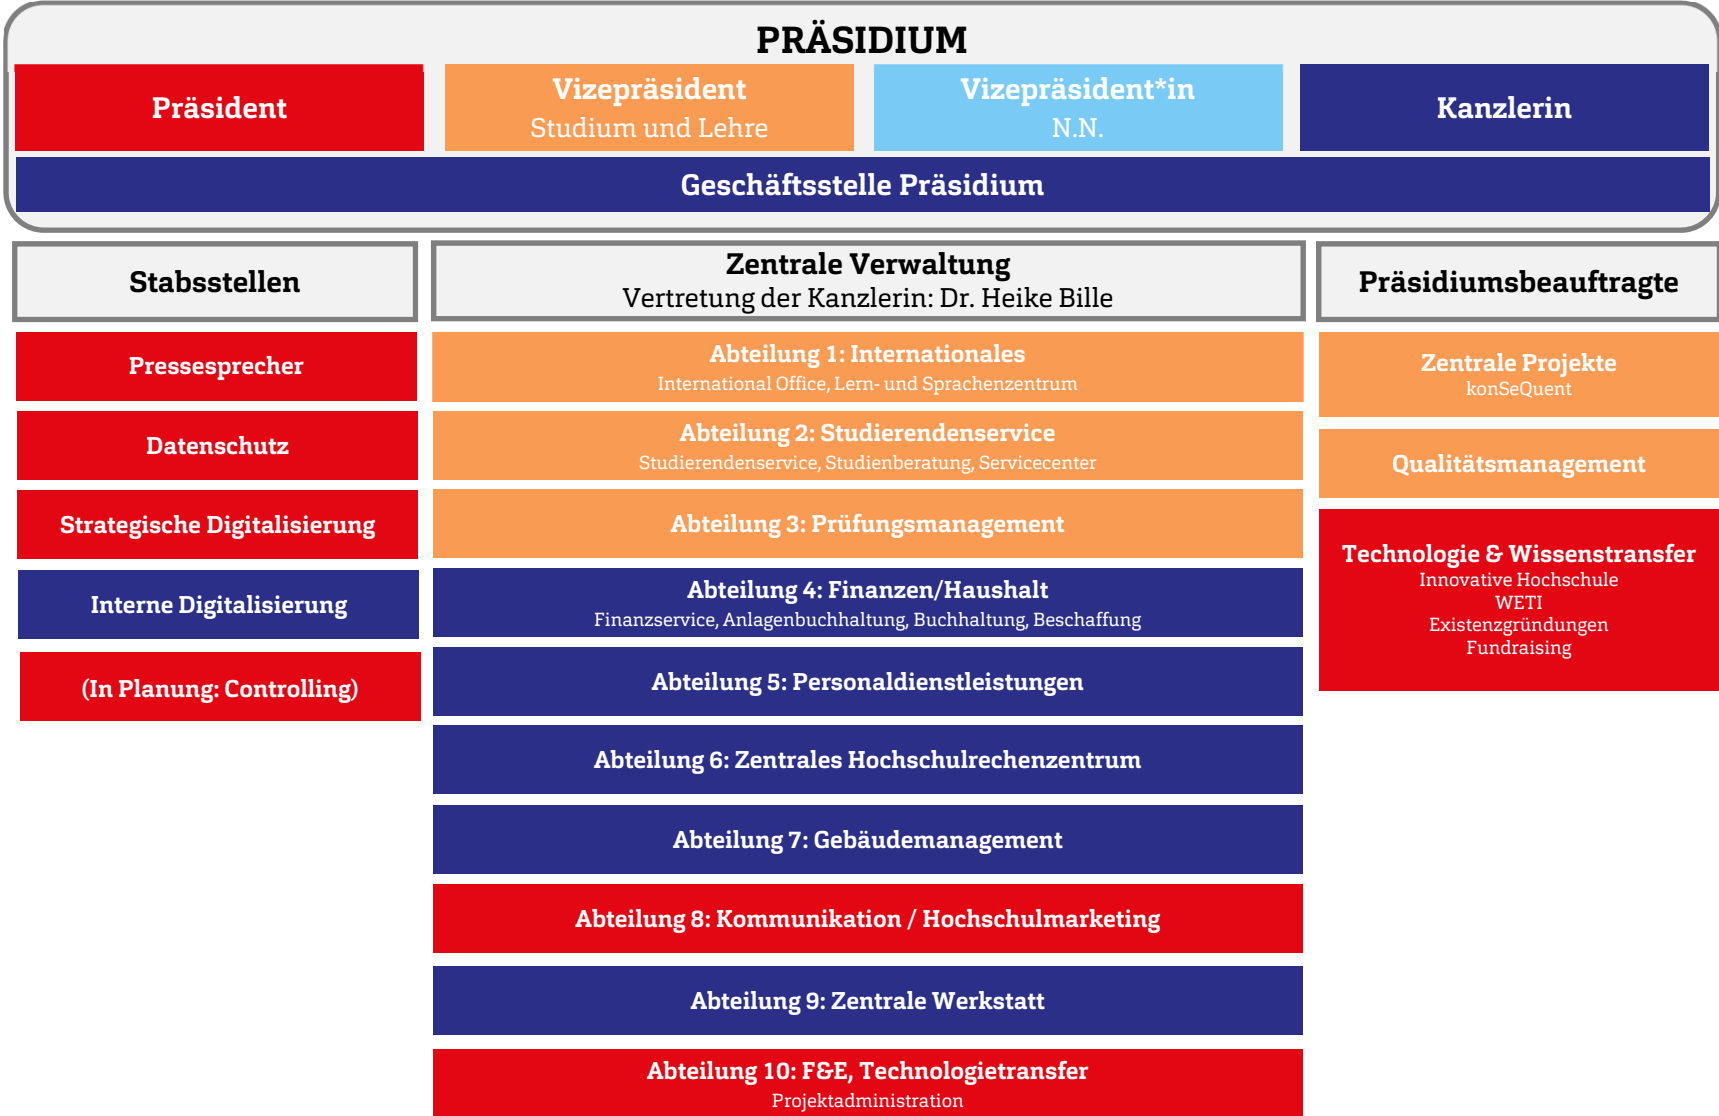 PRÄSIDIUM
Präsident
Vizepräsident
Studium und Lehre
Vizepräsident*in
N.N.
Kanzlerin
Geschäftsstelle Präsidium
Stabsstellen
Pressesprecher
Datenschutz
Strategische Digitalisierung
Interne Digitalisierung
(In Planung: Controlling)
Zentrale Verwaltung
Vertretung der Kanzlerin: Dr. Heike Bille
Abteilung 1: Internationales
International Office, Lern- und Sprachenzentrum
Abteilung 2: Studierendenservice
Studierendenservice, Studienberatung, Servicecenter
Abteilung 3: Prüfungsmanagement
Abteilung 4: Finanzen/Haushalt
Finanzservice, Anlagenbuchhaltung, Buchhaltung, Beschaffung
Abteilung 5: Personaldienstleistungen
Abteilung 6: Zentrales Hochschulrechenzentrum
Abteilung 7: Gebäudemanagement
Abteilung 8: Kommunikation / Hochschulmarketing
Abteilung 9: Zentrale Werkstatt
Abteilung 10: F&E, Technologietransfer
Projektadministration
Präsidiumsbeauftragte
Zentrale Projekte
konSeQuent
Qualitätsmanagement
Technologie & Wissenstransfer
Innovative Hochschule
WETI
Existenzgründungen
Fundraising